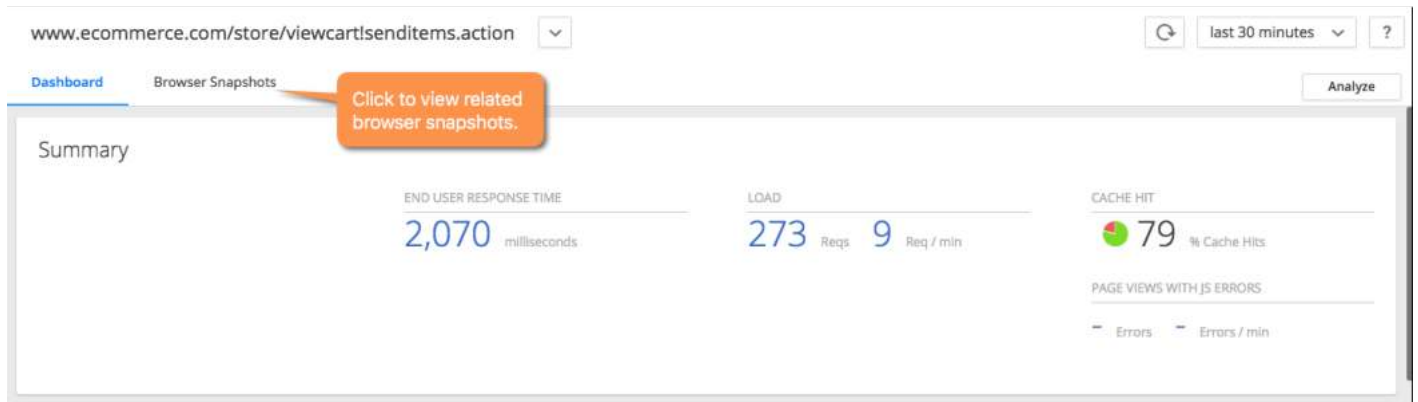 www.ecommerce.com/store/viewcart!senditems.action
last 30 minutes
?
Dashboard
Browser Snapshots
Analyze
Click to view related
browser snapshots.
Summary
END USER RESPONSE TIME
2,070 milliseconds
LOAD
273 Reqs 9 Req / min
CACHE HIT
79 % Cache Hits
PAGE VIEWS WITH JS ERRORS
- Errors - Errors / min